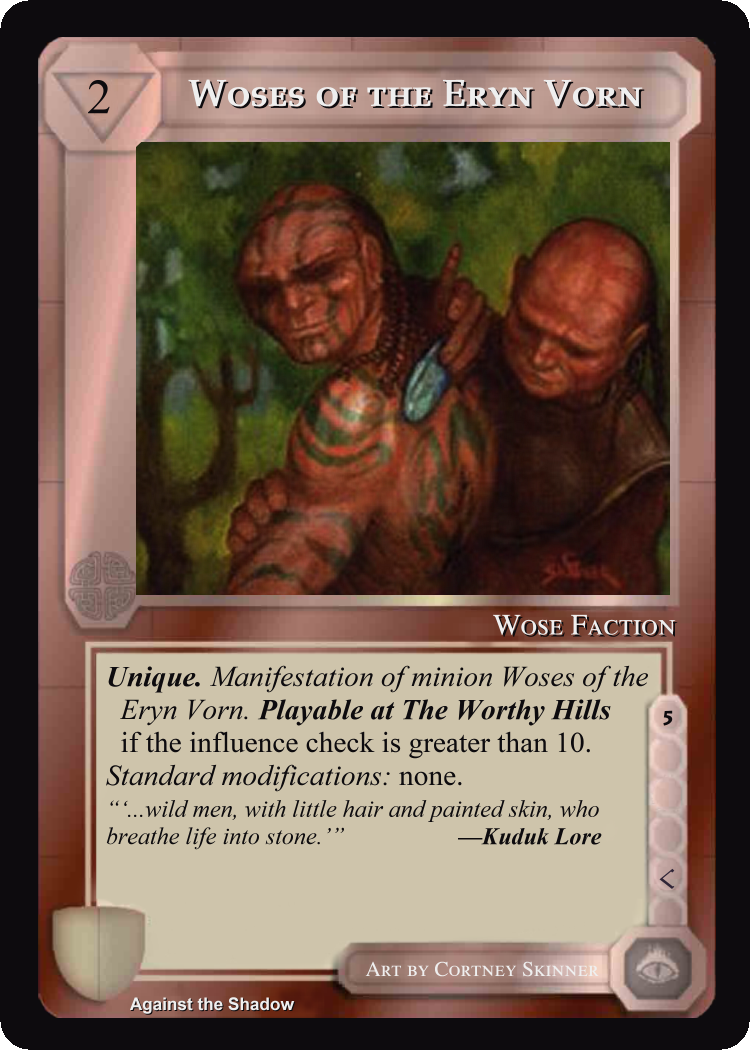 2
Woses of the Eryn Vorn
Wose Faction
Unique. Manifestation of minion Woses of the
Eryn Vorn. Playable at The Worthy Hills
if the influence check is greater than 10.
Standard modifications: none.
“‘...wild men, with little hair and painted skin, who
breathe life into stone.’” —Kuduk Lore
5
<
Art by Cortney Skinner
Against the Shadow